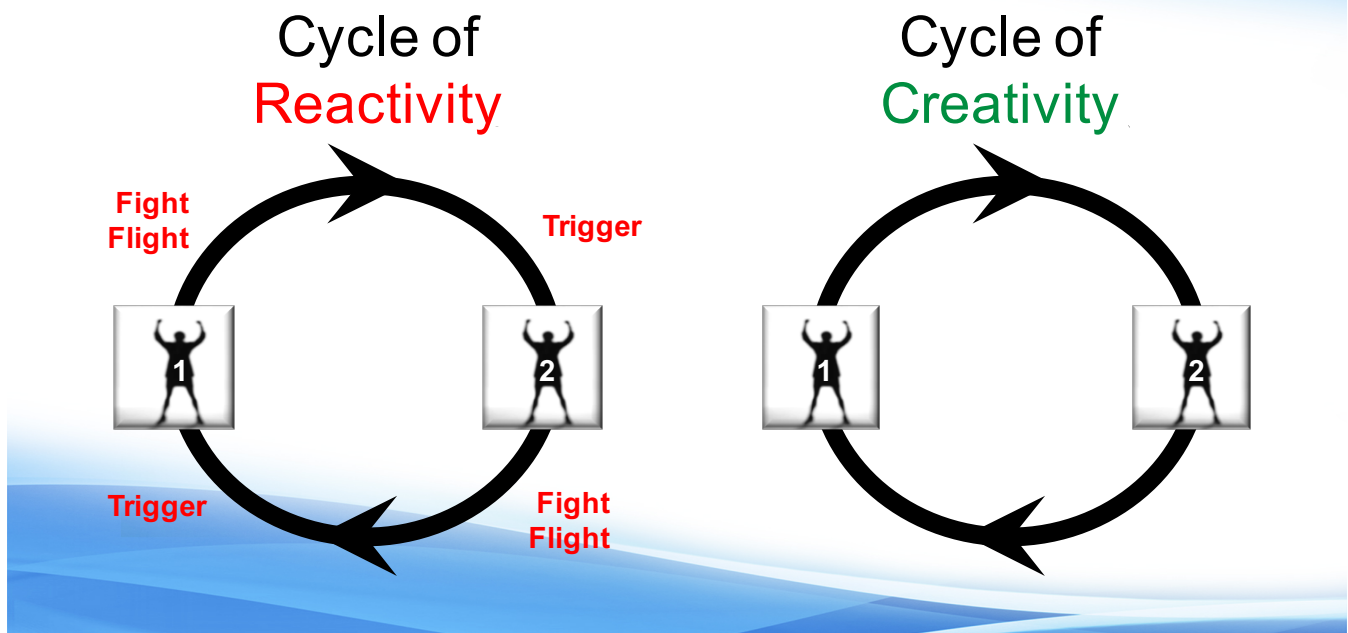 Cycle of
Reactivity
Fight
Flight
Trigger
1
2
Trigger
Fight
Flight
Cycle of
Creativity
1
2